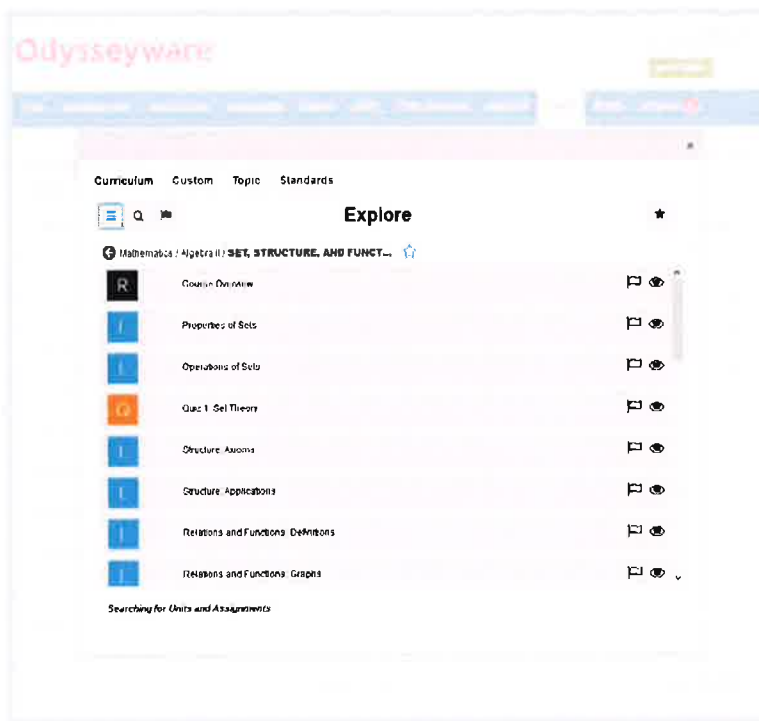 Odysseyware
Curriculum Custom Topic Standards
Explore
Mathematics / Algebra II / SET, STRUCTURE, AND FUNCT...
R Course Overview
L Properties of Sets
L Operations of Sets
Q Quiz 1: Set Theory
L Structure: Axioms
L Structure: Applications
L Relations and Functions: Definitions
L Relations and Functions: Graphs
Searching for Units and Assignments